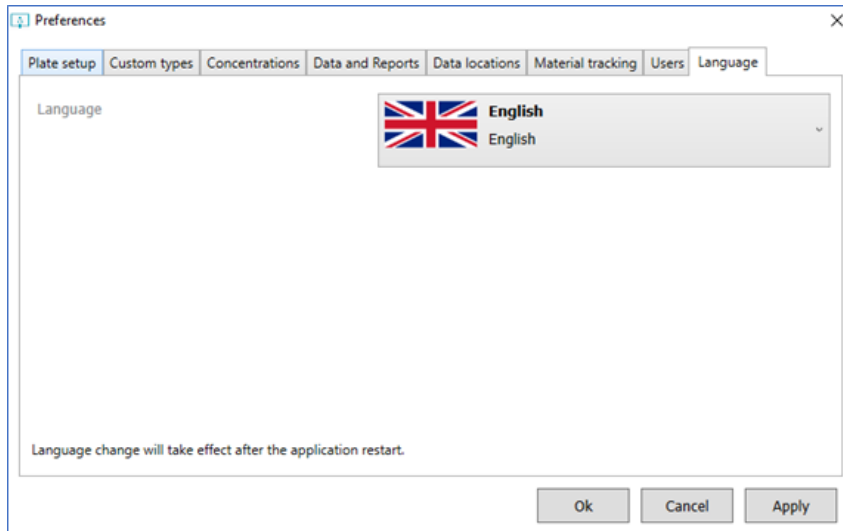 Preferences
Plate setup Custom types Concentrations Data and Reports Data locations Material tracking Users Language
Language
English
English
Language change will take effect after the application restart.
Ok Cancel Apply